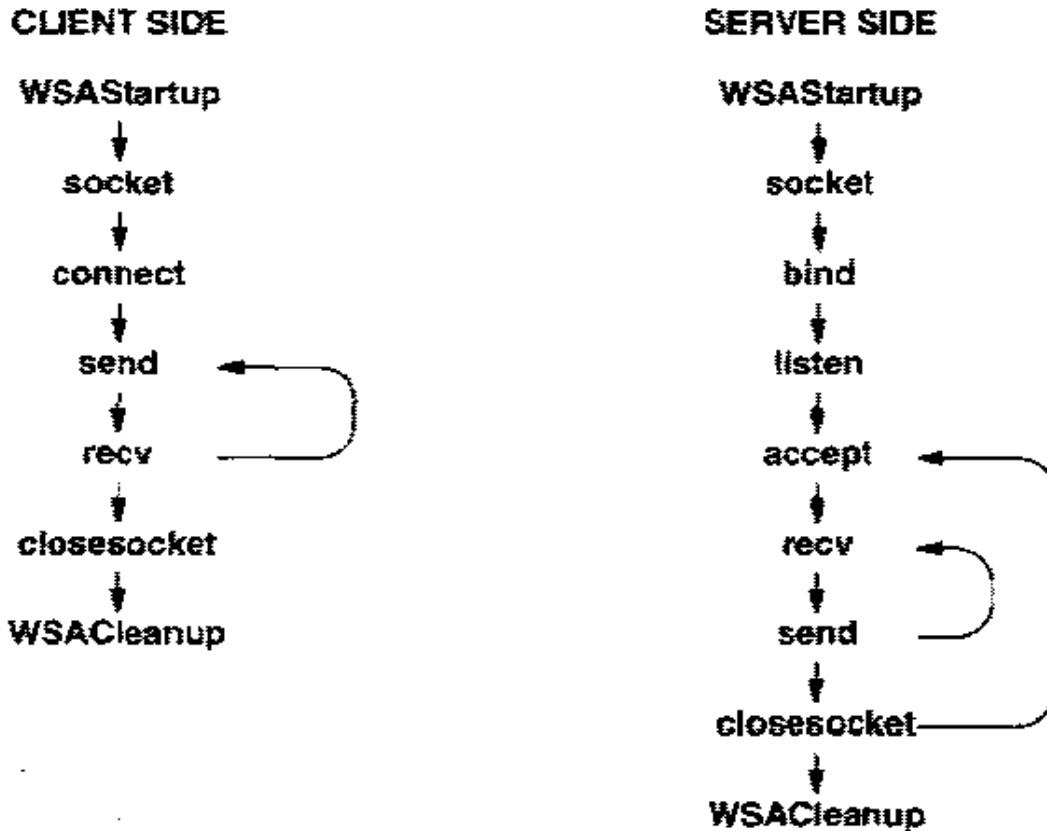 CLIENT SIDE
WSAStartup
socket
connect
send
recv
closesocket
WSACleanup
SERVER SIDE
WSAStartup
socket
bind
listen
accept
recv
send
closesocket
WSACleanup